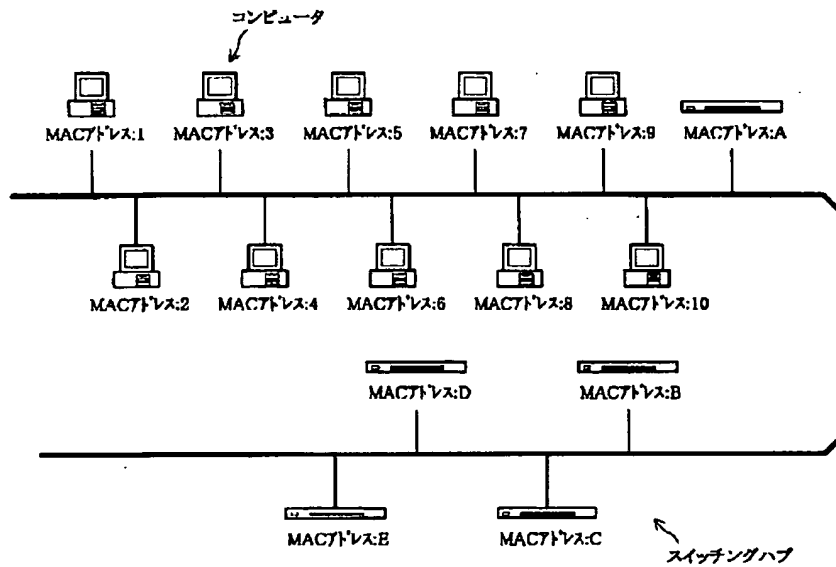 コンピュータ
MACアドレス:1
MACアドレス:3
MACアドレス:5
MACアドレス:7
MACアドレス:9
MACアドレス:A
MACアドレス:2
MACアドレス:4
MACアドレス:6
MACアドレス:8
MACアドレス:10
MACアドレス:D
MACアドレス:B
MACアドレス:E
MACアドレス:C
スイッチングハブ